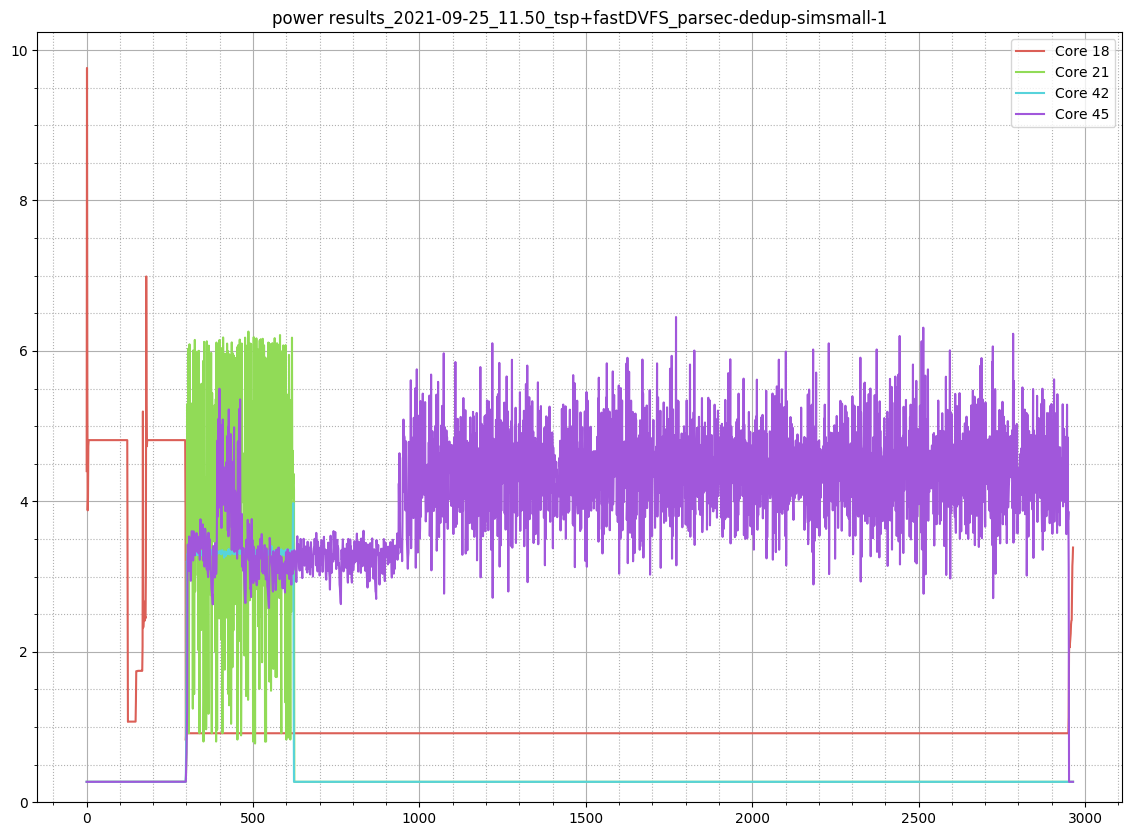 power results_2021-09-25_11.50_tsp+fastDVFS_parsec-dedup-simsmall-1
Core 18
Core 21
Core 42
Core 45
10
8
6
4
2
0
0 500 1000 1500 2000 2500 3000